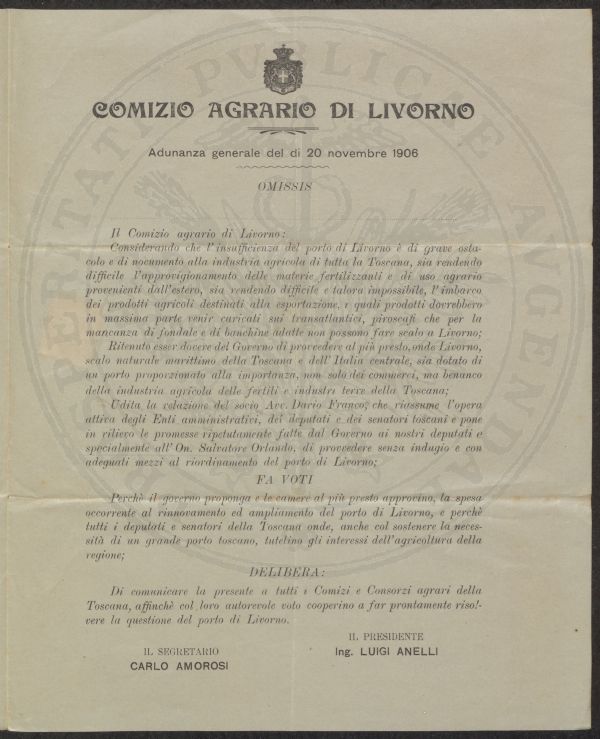 COMIZIO AGRARIO DI LIVORNO
Adunanza generale del di 20 novembre 1906
OMISSIS
Il Comizio agrario di Livorno:
Considerando che l'insufficienza del porto di Livorno è di grave osta-
colo e di nocumento alla industria agricola di tutta la Toscana, sia rendendo
difficile l'approvigionamento delle materie fertilizzanti e di uso agrario
provenienti dall'estero, sia rendendo difficile e talora impossibile, l'imbarco
dei prodotti agricoli destinati alla esportazione, i quali prodotti dovrebbero
in massima parte venir caricati sui transatlantici, piroscafi che per la
mancanza di fondale e di banchine adatte non possono fare scalo a Livorno;
Ritenuto esser dovere del Governo di provvedere al più presto, onde Livorno,
scalo naturale marittimo della Toscana e dell'Italia centrale, sia dotato di
un porto proporzionato alla importanza, non solo dei commerci, ma benanco
della industria agricola delle fertili e industri terre della Toscana;
Udita la relazione del socio Avv. Dario Franco, che riassume l'opera
attiva degli Enti amministrativi, dei deputati e dei senatori toscani e pone
in rilievo le promesse ripetutamente fatte dal Governo ai nostri deputati e
specialmente all'On. Salvatore Orlando, di provvedere senza indugio e con
adeguati mezzi al riordinamento del porto di Livorno;
FA VOTI
Perchè il governo proponga e le camere al più presto approvino, la spesa
occorrente al rinnovamento ed ampliamento del porto di Livorno, e perchè
tutti i deputati e senatori della Toscana onde, anche col sostenere la neces-
sità di un grande porto toscano, tutelino gli interessi dell'agricoltura della
regione;
DELIBERA:
Di comunicare la presente a tutti i Comizi e Consorzi agrari della
Toscana, affinchè col loro autorevole voto cooperino a far prontamente risol-
vere la questione del porto di Livorno.
IL PRESIDENTE
Ing. LUIGI ANELLI
IL SEGRETARIO
CARLO AMOROSI
PERICLITATIS PUBLICAE AUGENDAE